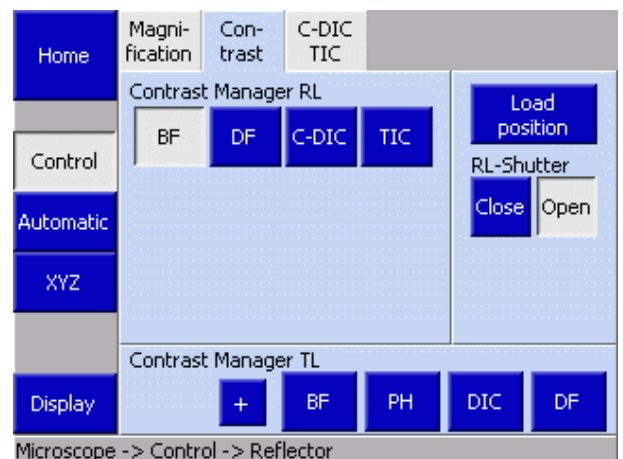 Home
Magni-
fication
Con-
trast
C-DIC
TIC
Contrast Manager RL
BF
DF
C-DIC
TIC
Load
position
RL-Shutter
Close
Open
Control
Automatic
XYZ
Contrast Manager TL
Display
+
BF
PH
DIC
DF
Microscope -> Control -> Reflector